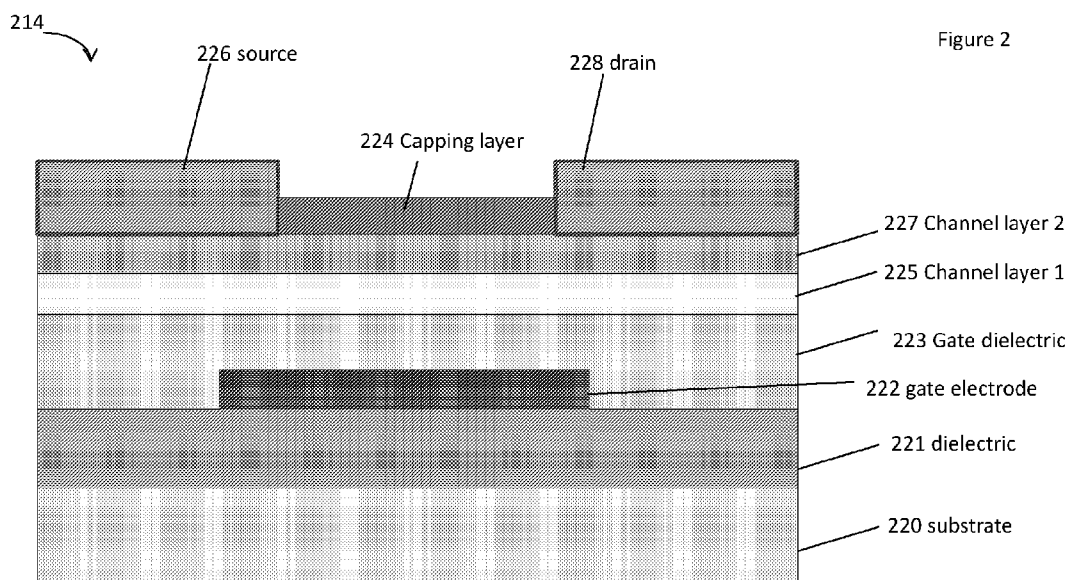 214
Figure 2
226 source
228 drain
224 Capping layer
227 Channel layer 2
225 Channel layer 1
223 Gate dielectric
222 gate electrode
221 dielectric
220 substrate